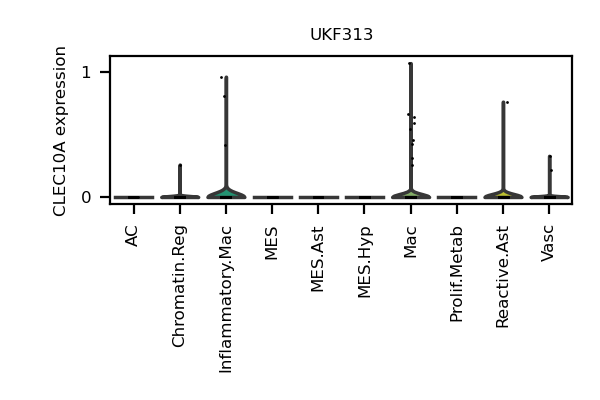 UKF313
CLEC10A expression
1
0
AC
Chromatin.Reg
Inflammatory.Mac
MES
MES.Ast
MES.Hyp
Mac
Prolif.Metab
Reactive.Ast
Vasc